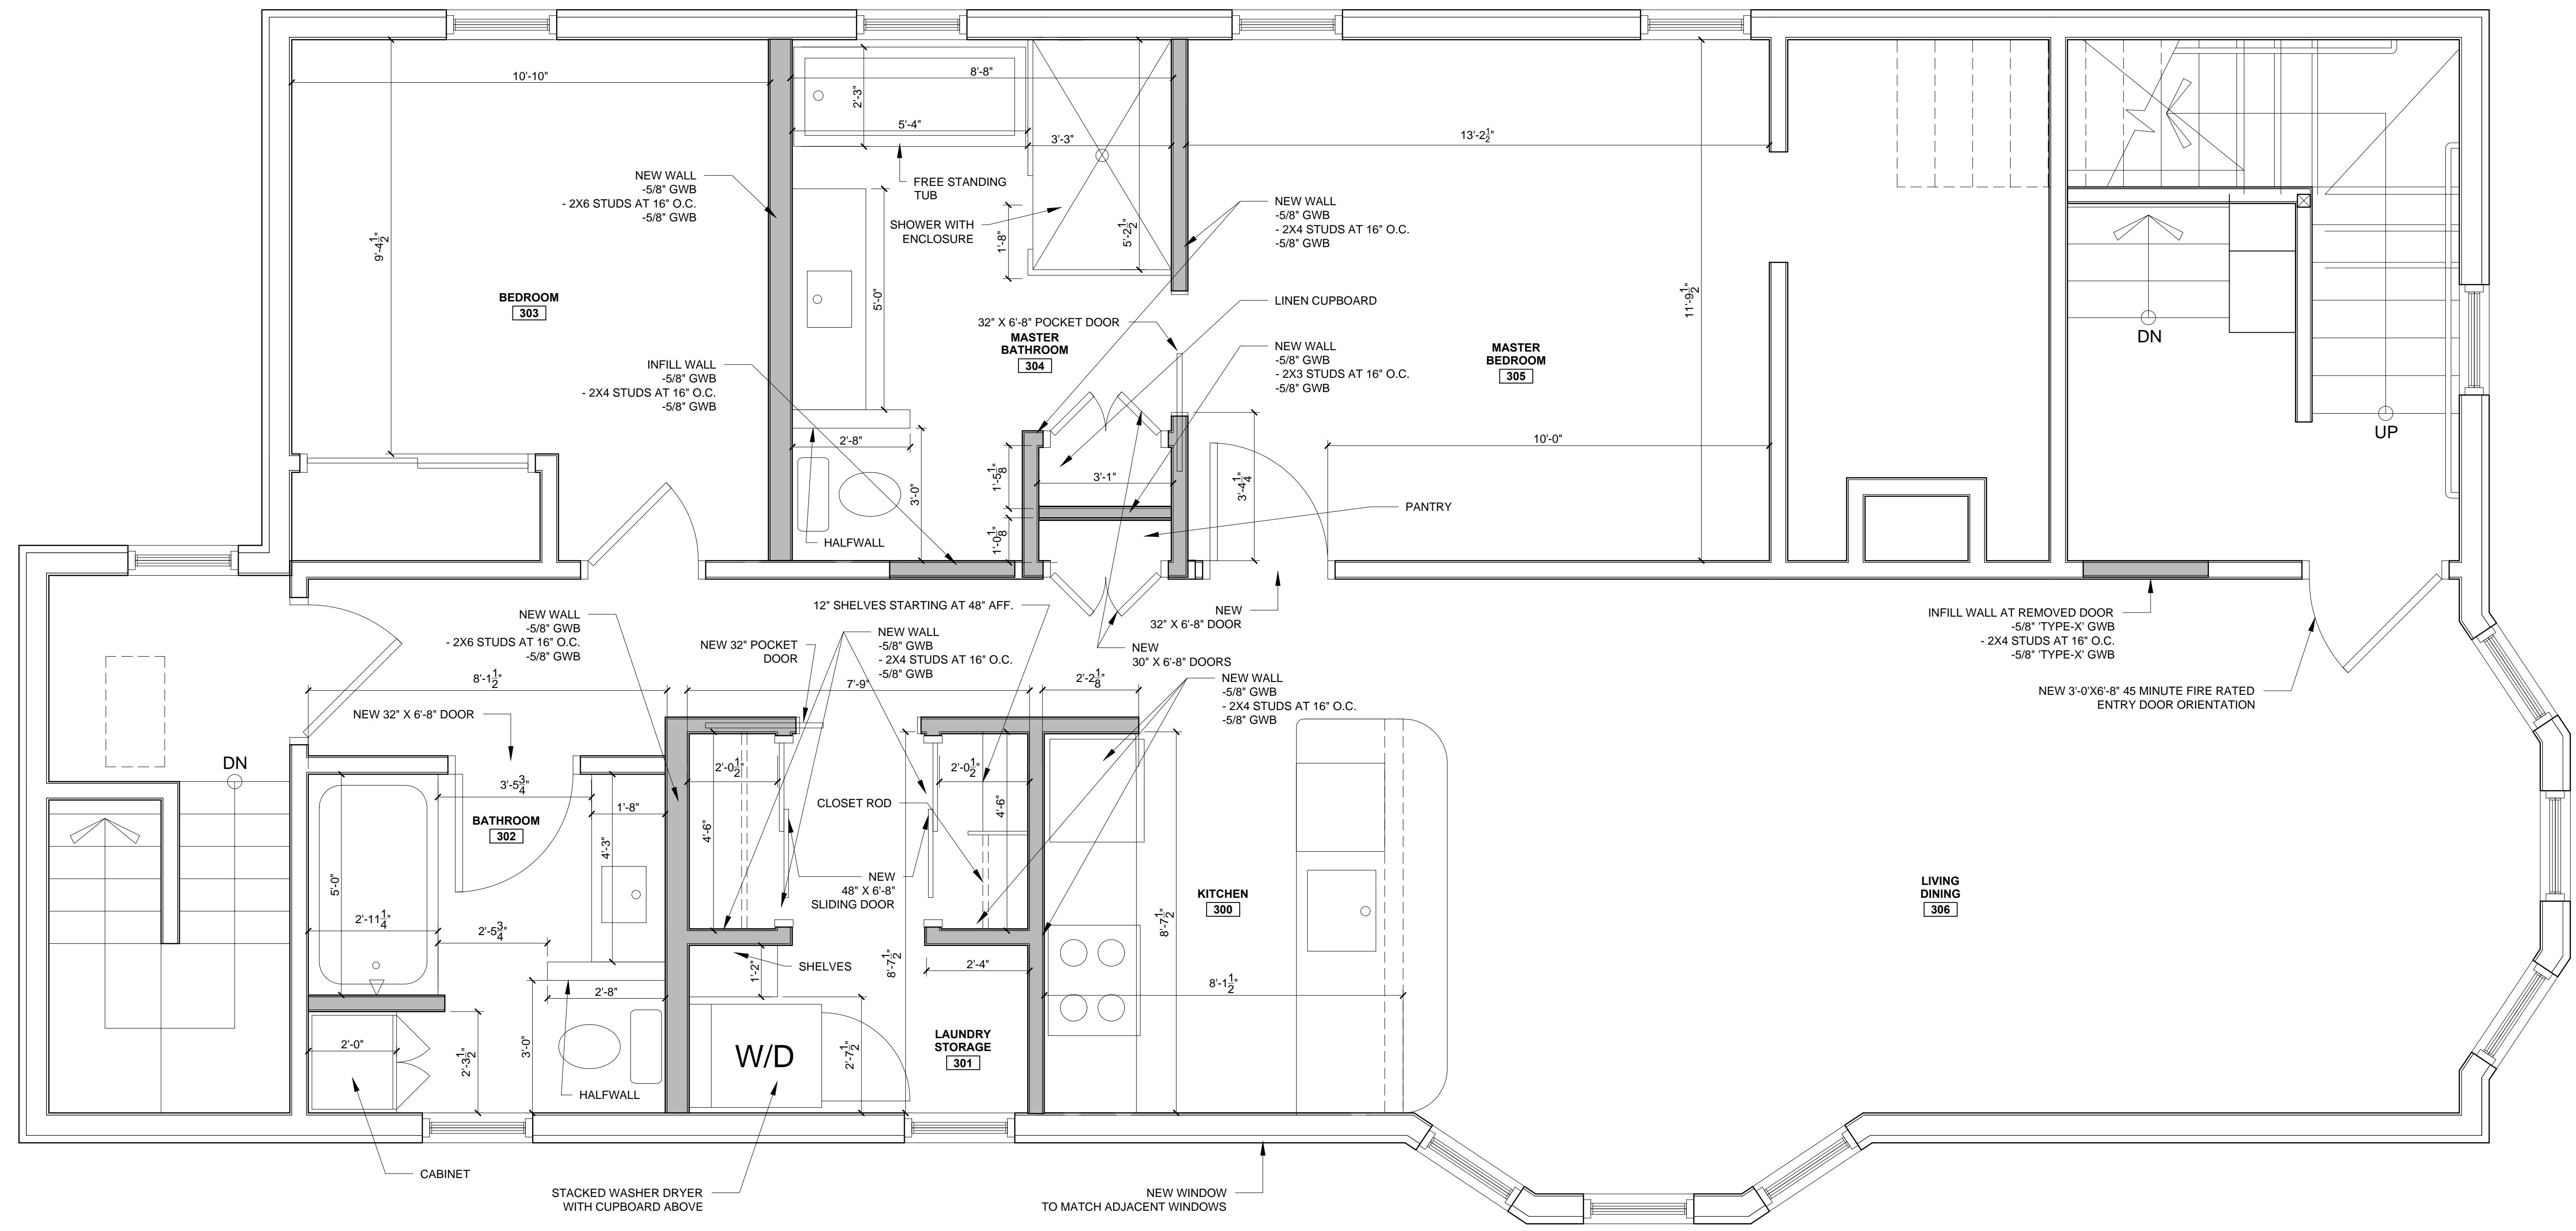 10'-10"
8'-8"
2'-3"
5'-4"
3'-3"
13'-2 1/2"
NEW WALL
-5/8" GWB
- 2X6 STUDS AT 16" O.C.
-5/8" GWB
FREE STANDING
TUB
SHOWER WITH
ENCLOSURE
1'-8"
5'-2 1/2"
NEW WALL
-5/8" GWB
- 2X4 STUDS AT 16" O.C.
-5/8" GWB
9'-4 1/2"
BEDROOM
303
5'-0"
LINEN CUPBOARD
11'-9 1/2"
32" X 6'-8" POCKET DOOR
MASTER
BATHROOM
304
NEW WALL
-5/8" GWB
- 2X3 STUDS AT 16" O.C.
-5/8" GWB
MASTER
BEDROOM
305
DN
UP
INFILL WALL
-5/8" GWB
- 2X4 STUDS AT 16" O.C.
-5/8" GWB
2'-8"
3'-0"
1'-5 1/8"
3'-1"
3'-4 1/4"
10'-0"
PANTRY
1'-0 1/8"
HALFWALL
NEW WALL
-5/8" GWB
- 2X6 STUDS AT 16" O.C.
-5/8" GWB
12" SHELVES STARTING AT 48" AFF.
NEW 32" POCKET
DOOR
NEW WALL
-5/8" GWB
- 2X4 STUDS AT 16" O.C.
-5/8" GWB
NEW
32" X 6'-8" DOOR
NEW
30" X 6'-8" DOORS
NEW WALL
-5/8" GWB
- 2X4 STUDS AT 16" O.C.
-5/8" GWB
INFILL WALL AT REMOVED DOOR
-5/8" 'TYPE-X' GWB
- 2X4 STUDS AT 16" O.C.
-5/8" 'TYPE-X' GWB
NEW 3'-0'X6'-8" 45 MINUTE FIRE RATED
ENTRY DOOR ORIENTATION
8'-1 1/2"
7'-9"
2'-2 1/8"
NEW 32" X 6'-8" DOOR
DN
3'-5 3/4"
1'-8"
2'-0 1/2"
2'-0 1/2"
CLOSET ROD
BATHROOM
302
4'-6"
4'-6"
4'-3"
5'-0"
NEW
48" X 6'-8"
SLIDING DOOR
KITCHEN
300
LIVING
DINING
306
2'-11 1/4"
2'-5 3/4"
8'-7 1/2"
8'-7 1/2"
SHELVES
1'-2"
2'-4"
8'-1 1/2"
2'-8"
2'-0"
2'-3 1/2"
3'-0"
W/D
2'-7 1/2"
LAUNDRY
STORAGE
301
HALFWALL
CABINET
STACKED WASHER DRYER
WITH CUPBOARD ABOVE
NEW WINDOW
TO MATCH ADJACENT WINDOWS